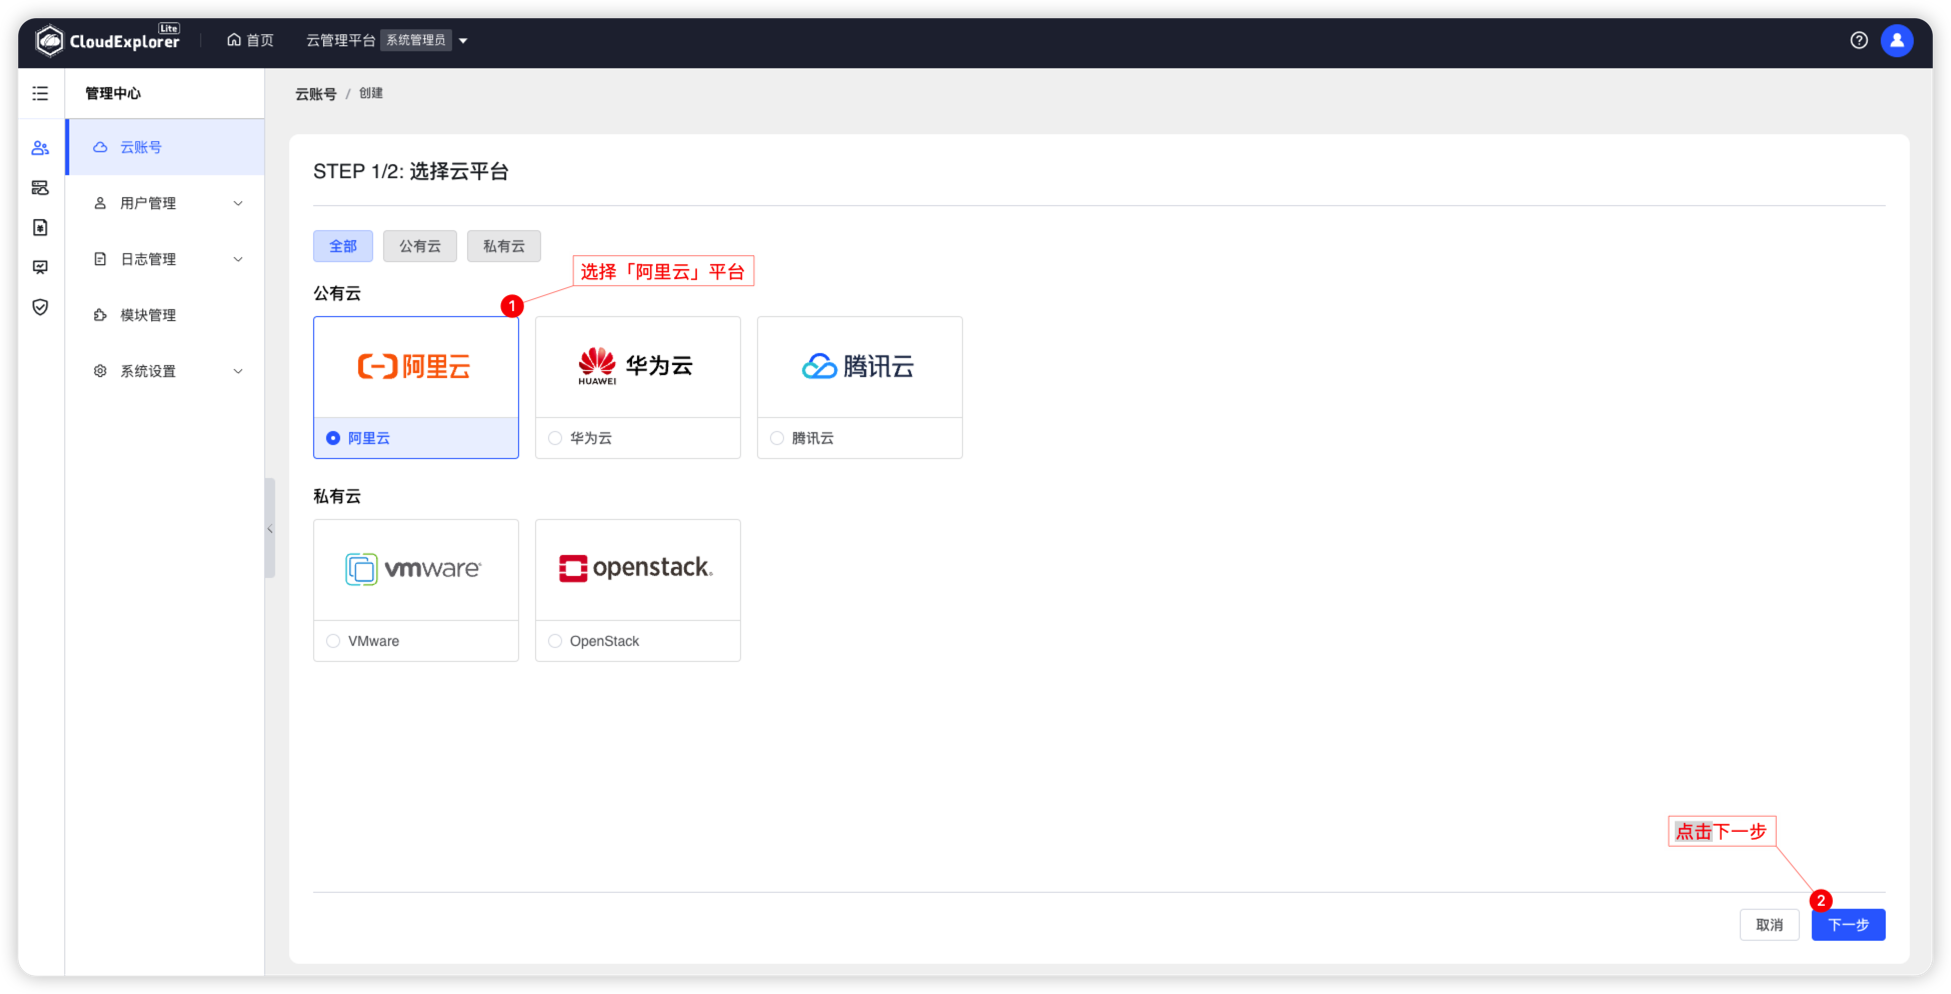 CloudExplorer Lite
首页
云管理平台 系统管理员
管理中心
云账号
用户管理
日志管理
模块管理
系统设置
云账号 / 创建
STEP 1/2: 选择云平台
全部 公有云 私有云
选择「阿里云」平台
1
公有云
阿里云
HUAWEI 华为云
腾讯云
阿里云
华为云
腾讯云
私有云
vmware
openstack.
VMware
OpenStack
点击下一步
2
取消 下一步